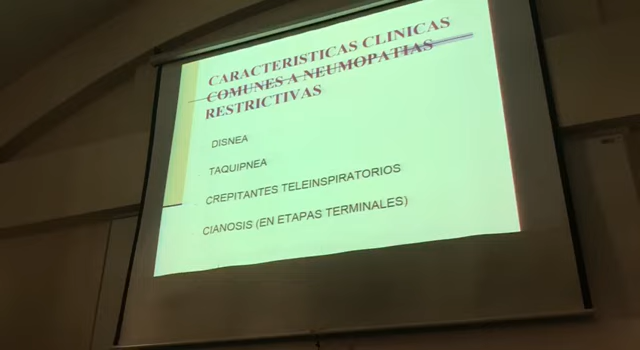 CARACTERISTICAS CLINICAS
COMUNES A NEUMOPATIAS
RESTRICTIVAS
DISNEA
TAQUIPNEA
CREPITANTES TELEINSPIRATORIOS
CIANOSIS (EN ETAPAS TERMINALES)